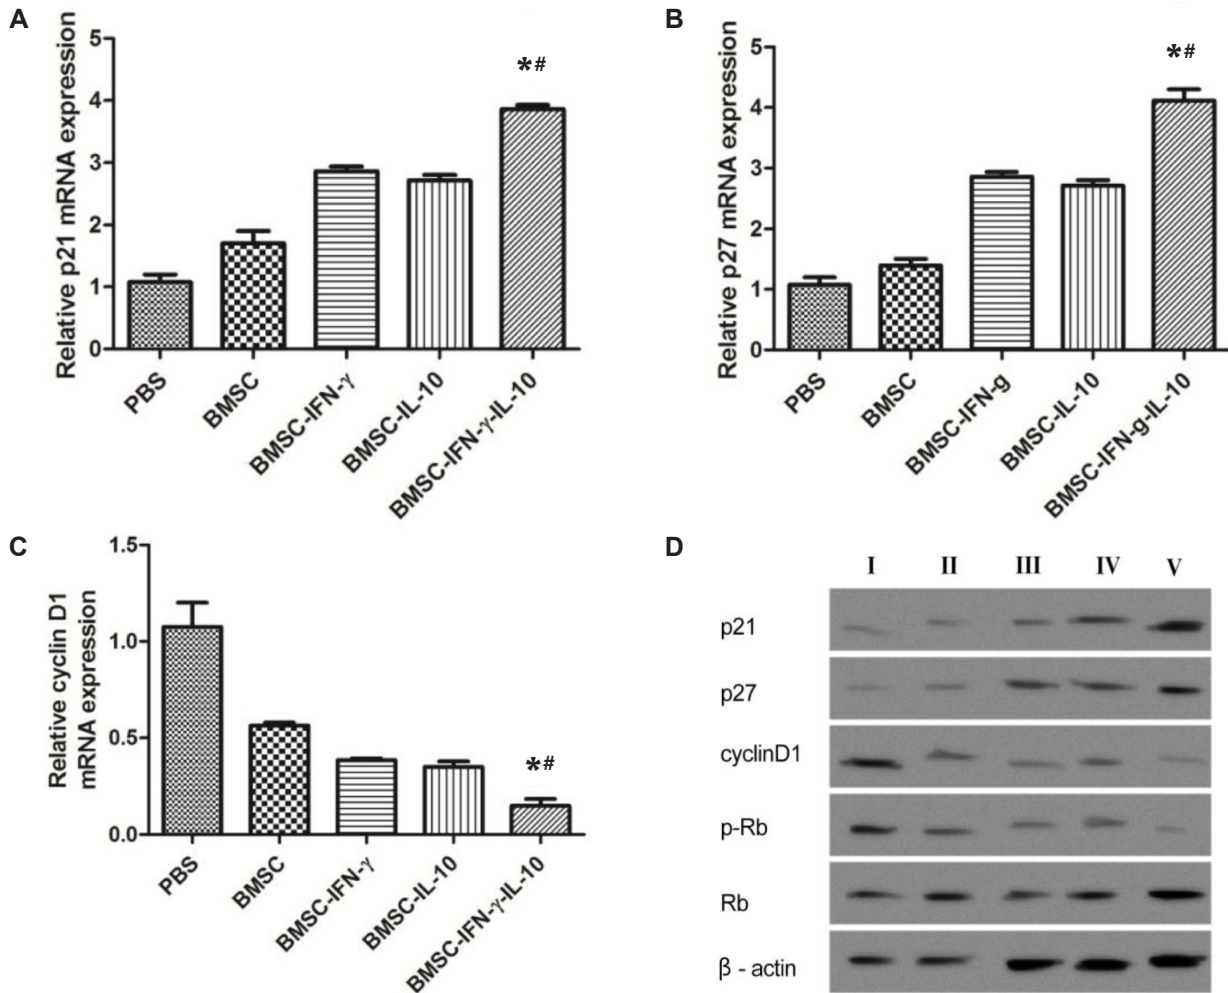 A
Relative p21 mRNA expression
5
4
3
2
1
0
*#
PBS
BMSC
BMSC-IFN-γ
BMSC-IL-10
BMSC-IFN-γ-IL-10
B
Relative p27 mRNA expression
5
4
3
2
1
0
*#
PBS
BMSC
BMSC-IFN-g
BMSC-IL-10
BMSC-IFN-g-IL-10
C
Relative cyclin D1
mRNA expression
1.5
1.0
0.5
0.0
*#
PBS
BMSC
BMSC-IFN-γ
BMSC-IL-10
BMSC-IFN-γ-IL-10
D
I II III IV V
p21
p27
cyclinD1
p-Rb
Rb
β - actin